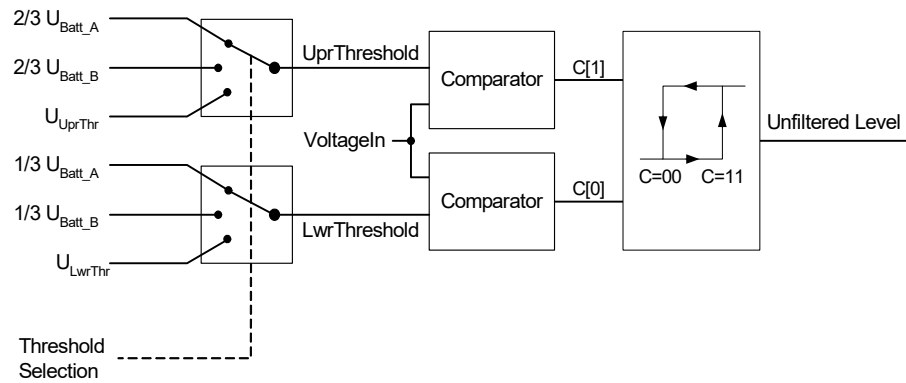 2/3 U_Batt_A
2/3 U_Batt_B
U_UprThr
UprThreshold
Comparator
C[1]
VoltageIn
Unfiltered Level
C=00 C=11
1/3 U_Batt_A
1/3 U_Batt_B
U_LwrThr
LwrThreshold
Comparator
C[0]
Threshold
Selection